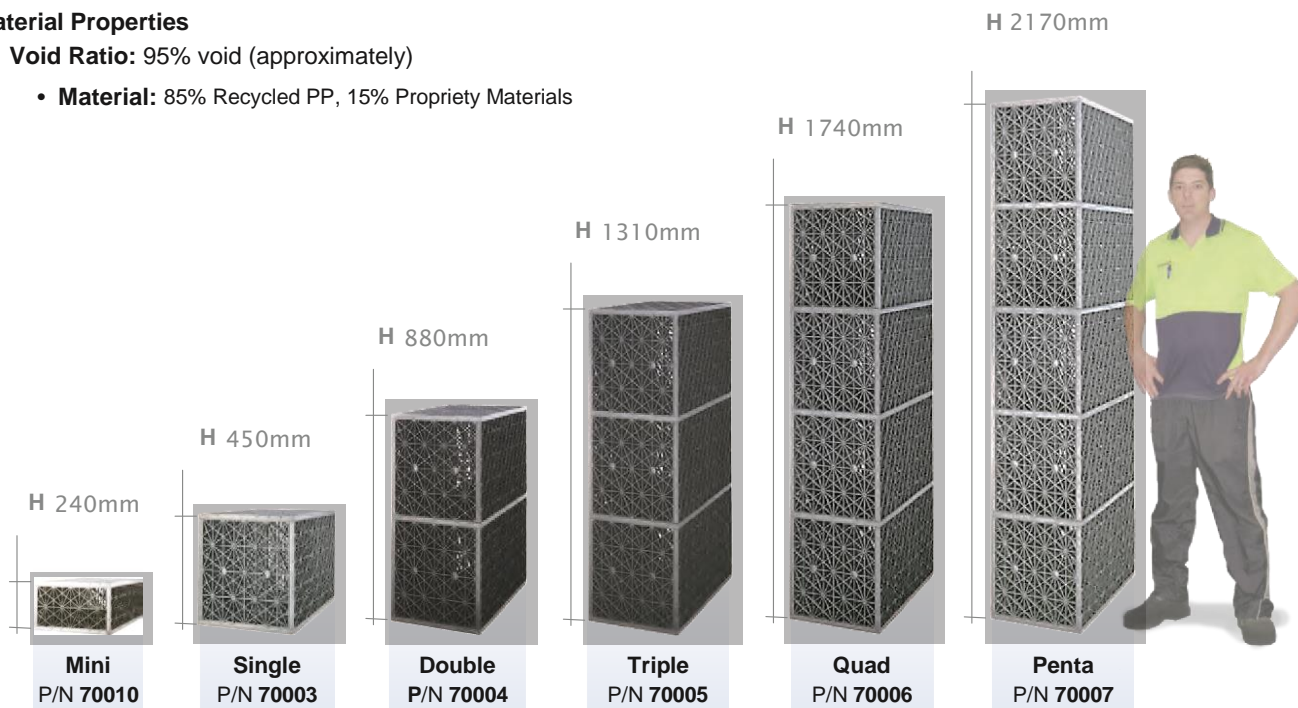 aterial Properties
Void Ratio: 95% void (approximately)
• Material: 85% Recycled PP, 15% Propriety Materials
H 2170mm
H 1740mm
H 1310mm
H 880mm
H 450mm
H 240mm
Mini
P/N 70010
Single
P/N 70003
Double
P/N 70004
Triple
P/N 70005
Quad
P/N 70006
Penta
P/N 70007